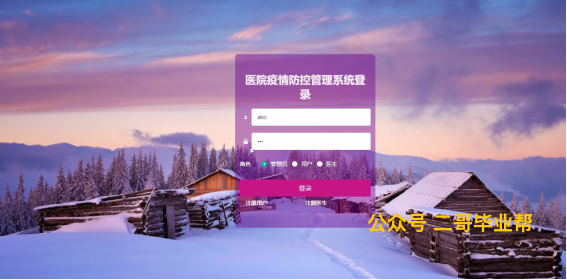 医院疫情防控管理系统登
录
abc
•••
角色 管理员 用户 医生
登录
注册用户 注册医生
公众号 二哥毕业帮